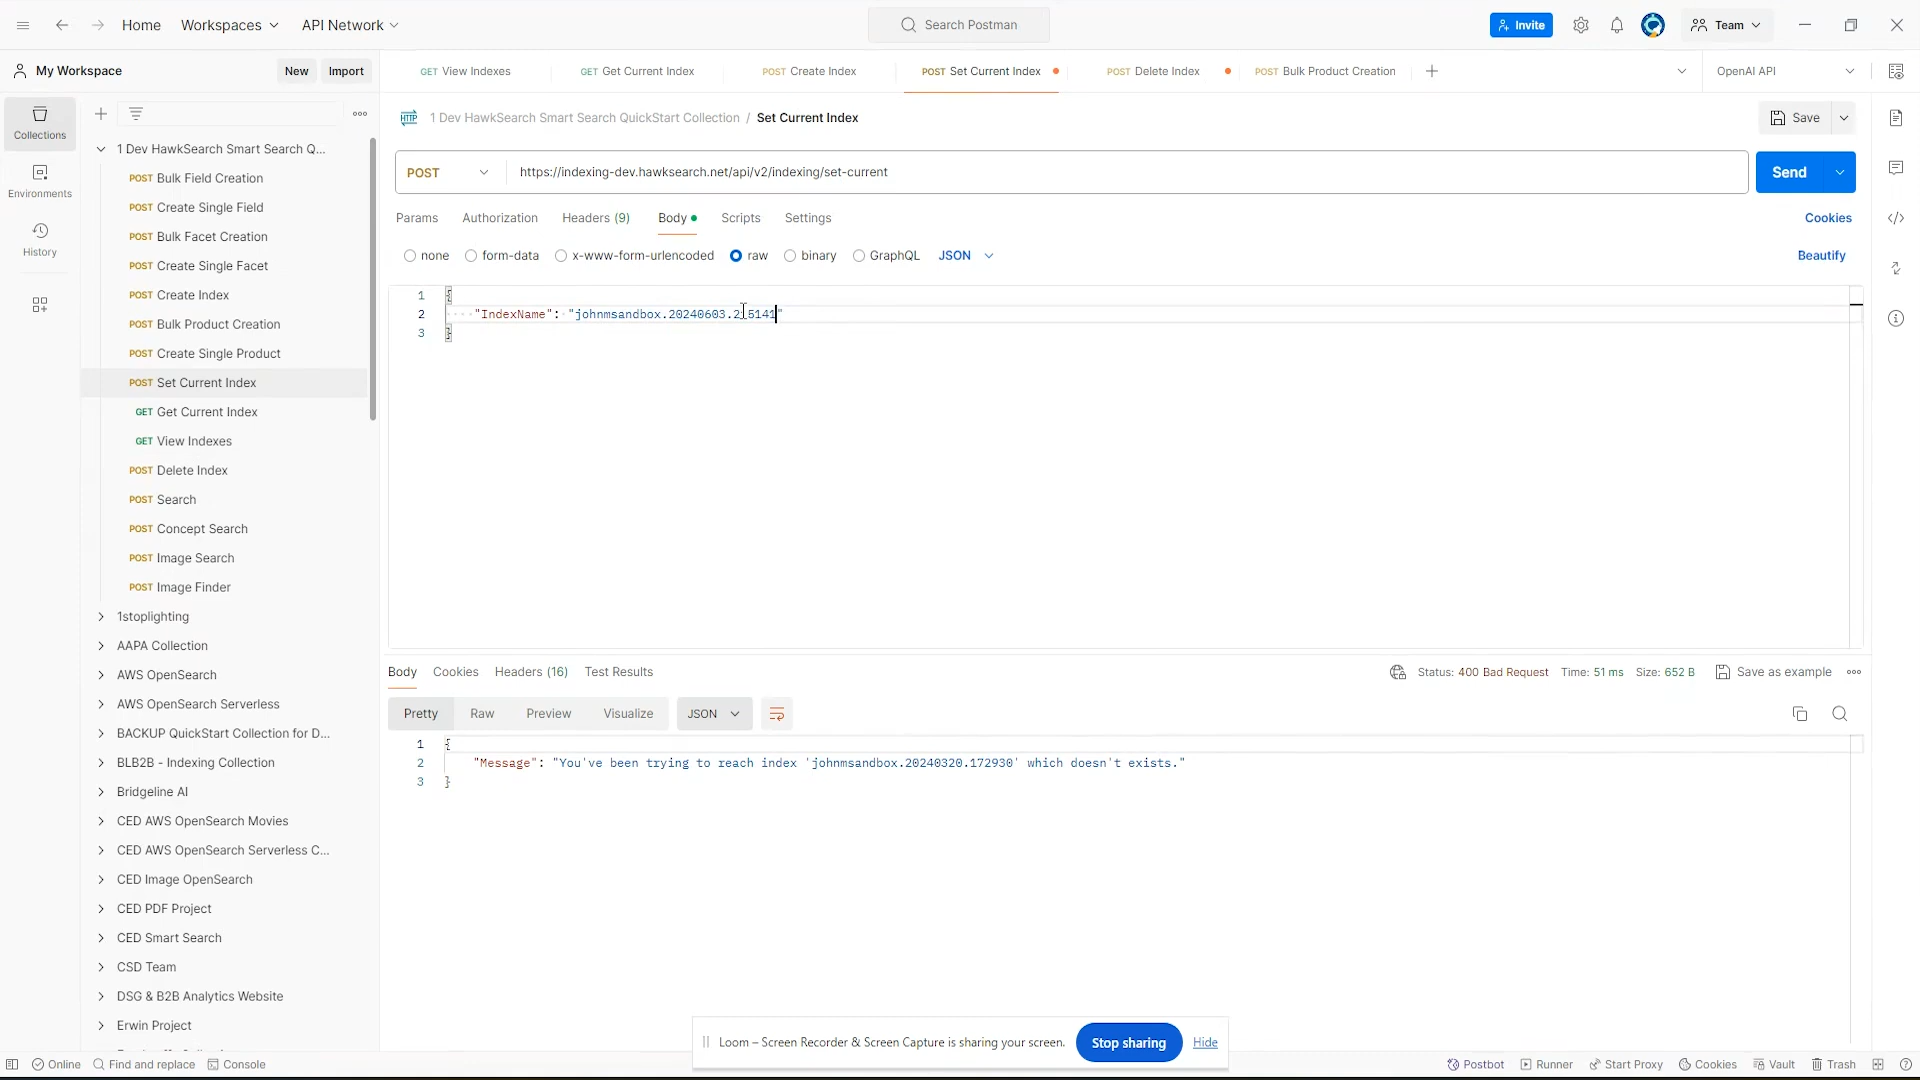 Home Workspaces API Network Search Postman Invite Team
My Workspace New Import GET View Indexes GET Get Current Index POST Create Index POST Set Current Index POST Delete Index POST Bulk Product Creation OpenAI API
Collections
Environments
History
1 Dev HawkSearch Smart Search Q...
POST Bulk Field Creation
POST Create Single Field
POST Bulk Facet Creation
POST Create Single Facet
POST Create Index
POST Bulk Product Creation
POST Create Single Product
POST Set Current Index
GET Get Current Index
GET View Indexes
POST Delete Index
POST Search
POST Concept Search
POST Image Search
POST Image Finder
1stoplighting
AAPA Collection
AWS OpenSearch
AWS OpenSearch Serverless
BACKUP QuickStart Collection for D...
BLB2B - Indexing Collection
Bridgeline AI
CED AWS OpenSearch Movies
CED AWS OpenSearch Serverless C...
CED Image OpenSearch
CED PDF Project
CED Smart Search
CSD Team
DSG & B2B Analytics Website
Erwin Project
HTTP 1 Dev HawkSearch Smart Search QuickStart Collection / Set Current Index Save
POST https://indexing-dev.hawksearch.net/api/v2/indexing/set-current Send
Params Authorization Headers (9) Body Scripts Settings Cookies
none form-data x-www-form-urlencoded raw binary GraphQL JSON Beautify
1 {
2 "IndexName":
3 }
Body Cookies Headers (16) Test Results Status: 400 Bad Request Time: 51 ms Size: 652 B Save as example
Pretty Raw Preview Visualize JSON
1 {
2 "Message": "You've been trying to reach index 'johnmsandbox.20240320.172930' which doesn't exists."
3 }
Loom – Screen Recorder & Screen Capture is sharing your screen. Stop sharing Hide
Online Find and replace Console Postbot Runner Start Proxy Cookies Vault Trash